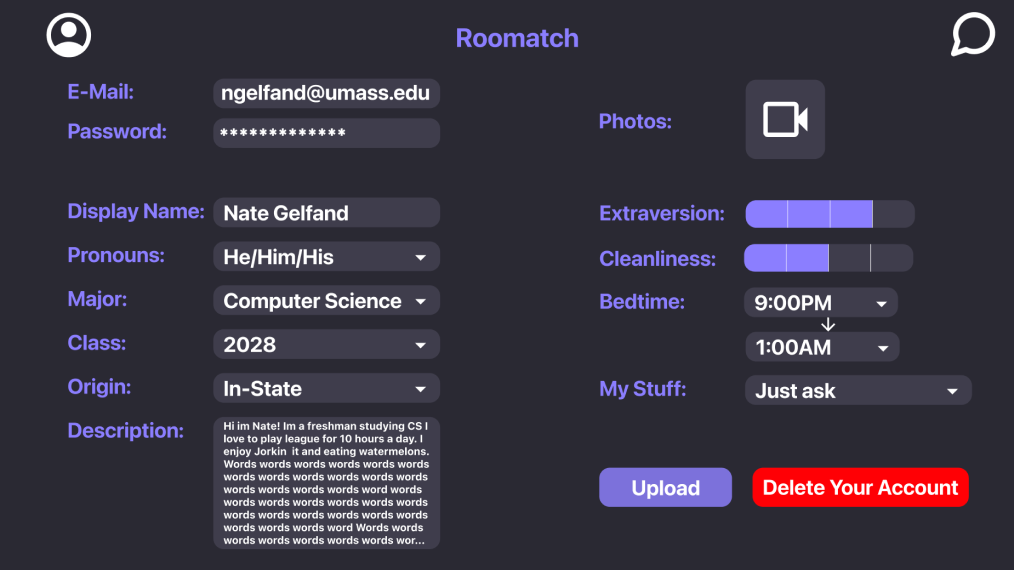 Roomatch
E-Mail:
ngelfand@umass.edu
Password:
*************
Display Name:
Nate Gelfand
Pronouns:
He/Him/His
Major:
Computer Science
Class:
2028
Origin:
In-State
Description:
Hi im Nate! Im a freshman studying CS I
love to play league for 10 hours a day. I
enjoy Jorkin  it and eating watermelons.
Words words words words words words
words words words words words words
words words words words word words
words words words words words words
words words words words words words
words words words word Words words
words words words words words wor...
Photos:
Extraversion:
Cleanliness:
Bedtime:
9:00PM
1:00AM
My Stuff:
Just ask
Upload
Delete Your Account